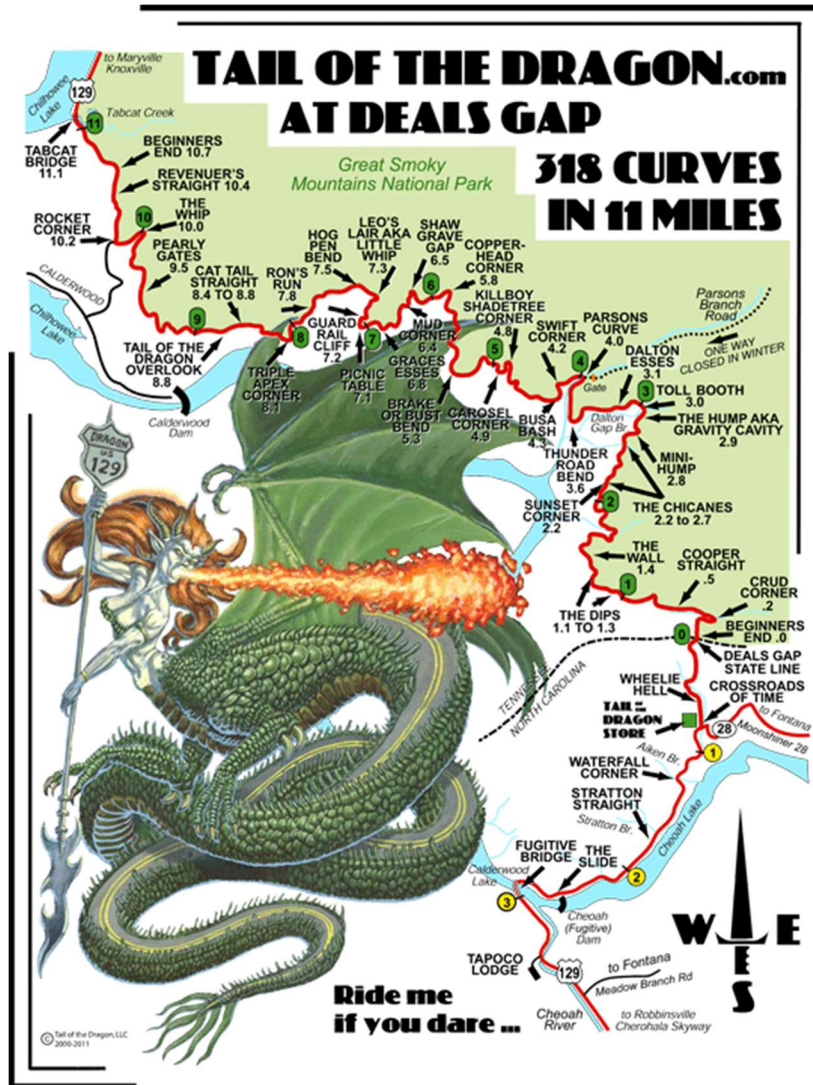 TAIL OF THE DRAGON.com
AT DEALS GAP
318 CURVES
IN 11 MILES
to Maryville
Knoxville
129
Chilhowee
Lake
Tabcat Creek
11
TABCAT
BRIDGE
11.1
BEGINNERS
END 10.7
REVENUER'S
STRAIGHT 10.4
10
THE
WHIP
10.0
ROCKET
CORNER
10.2
PEARLY
GATES
9.5
CALDERWOOD
CAT TAIL
STRAIGHT
8.4 TO 8.8
9
Chilhowee
Lake
TAIL OF THE
DRAGON
OVERLOOK
8.8
Calderwood
Dam
Great Smoky
Mountains National Park
RON'S
RUN
7.8
HOG
PEN
BEND
7.5
LEO'S
LAIR AKA
LITTLE
WHIP
7.3
SHAW
GRAVE
GAP
6.5
COPPER-
HEAD
CORNER
5.8
KILLBOY
SHADETREE
CORNER
4.8
SWIFT
CORNER
4.2
PARSONS
CURVE
4.0
Parsons
Branch
Road
ONE WAY
CLOSED IN WINTER
8
TRIPLE
APEX
CORNER
8.1
GUARD
RAIL
CLIFF
7.2
7
PICNIC
TABLE
7.1
6
MUD
CORNER
6.4
GRACES
ESSES
6.8
BRAKE
OR BUST
BEND
5.3
5
CAROSEL
CORNER
4.9
BUSA
BASH
4.3
4
Gate
DALTON
ESSES
3.1
3
TOLL BOOTH
3.0
Dalton
Gap Br.
THE HUMP AKA
GRAVITY CAVITY
2.9
THUNDER
ROAD
BEND
3.6
MINI-
HUMP
2.8
SUNSET
CORNER
2.2
2
THE CHICANES
2.2 to 2.7
THE
WALL
1.4
COOPER
STRAIGHT
.5
1
THE DIPS
1.1 TO 1.3
CRUD
CORNER
.2
0
BEGINNERS
END .0
DEALS GAP
STATE LINE
TENNESSEE
NORTH CAROLINA
WHEELIE
HELL
CROSSROADS
OF TIME
TAIL OF THE
DRAGON
STORE
28
to Fontana
Moonshiner 28
Aiken Br.
1
WATERFALL
CORNER
STRATTON
STRAIGHT
Stratton Br.
Cheoah Lake
2
FUGITIVE
BRIDGE
THE
SLIDE
Calderwood
Lake
3
Cheoah
(Fugitive)
Dam
TAPOCO
LODGE
129
to Fontana
Meadow Branch Rd
Cheoah
River
to Robbinsville
Cherohala Skyway
W E
E
S
DRAGON
US
129
Ride me
if you dare ...
© Tail of the Dragon, LLC
2000-2011